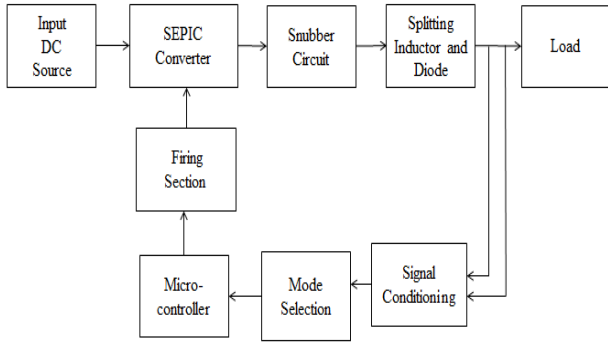 Input
DC
Source
SEPIC
Converter
Snubber
Circuit
Splitting
Inductor and
Diode
Load
Firing
Section
Micro-
controller
Mode
Selection
Signal
Conditioning